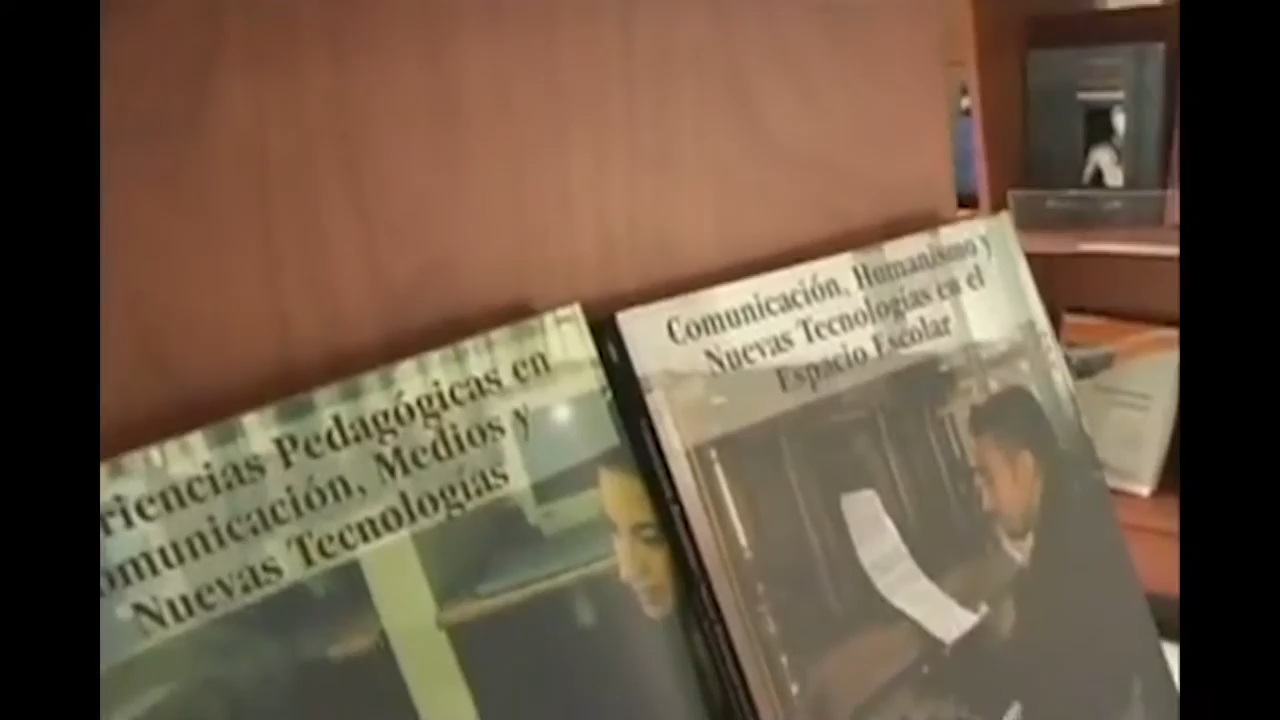 riencias Pedagógicas en
omunicación, Medios y
Nuevas Tecnologías
Comunicación, Humanismo y
Nuevas Tecnologías en el
Espacio Escolar